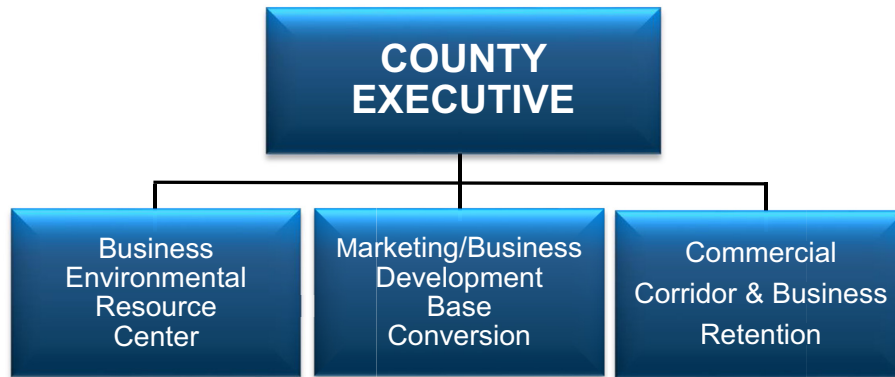 COUNTY
EXECUTIVE
Business
Environmental
Resource
Center
Marketing/Business
Development
Base
Conversion
Commercial
Corridor & Business
Retention